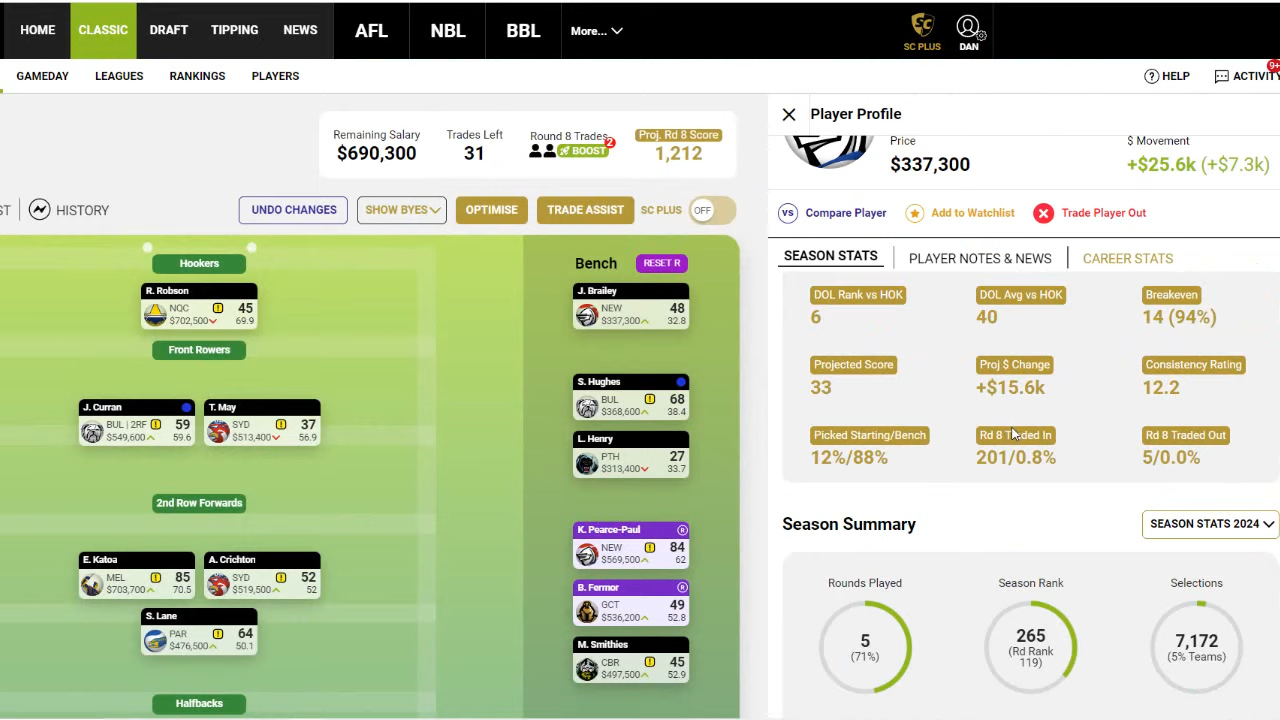 HOME CLASSIC DRAFT TIPPING NEWS AFL NBL BBL More... SC PLUS DAN
GAMEDAY LEAGUES RANKINGS PLAYERS HELP ACTIVITY 9+
Remaining Salary
$690,300
Trades Left
31
Round 8 Trades
BOOST 2
Proj. Rd 8 Score
1,212
ST HISTORY UNDO CHANGES SHOW BYES OPTIMISE TRADE ASSIST SC PLUS OFF
Hookers
R. Robson
NQC ! 45
$702,500 69.9
Front Rowers
J. Curran
BUL | 2RF ! 59
$549,600 59.6
T. May
SYD ! 37
$513,400 56.9
2nd Row Forwards
E. Katoa
MEL ! 85
$703,700 70.5
A. Crichton
SYD ! 52
$519,500 52
S. Lane
PAR ! 64
$476,500 50.1
Halfbacks
Bench RESET R
J. Brailey
NEW 48
$337,300 32.8
S. Hughes
BUL ! 68
$368,600 38.4
L. Henry
PTH 27
$313,400 33.7
K. Pearce-Paul R
NEW ! 84
$569,500 62
B. Fermor R
GCT 49
$536,200 52.8
M. Smithies
CBR ! 45
$497,500 52.9
Player Profile
Price
$337,300
$ Movement
+$25.6k (+$7.3k)
VS Compare Player Add to Watchlist Trade Player Out
SEASON STATS PLAYER NOTES & NEWS CAREER STATS
DOL Rank vs HOK
6
DOL Avg vs HOK
40
Breakeven
14 (94%)
Projected Score
33
Proj $ Change
+$15.6k
Consistency Rating
12.2
Picked Starting/Bench
12%/88%
Rd 8 Traded In
201/0.8%
Rd 8 Traded Out
5/0.0%
Season Summary SEASON STATS 2024
Rounds Played
5
(71%)
Season Rank
265
(Rd Rank
119)
Selections
7,172
(5% Teams)